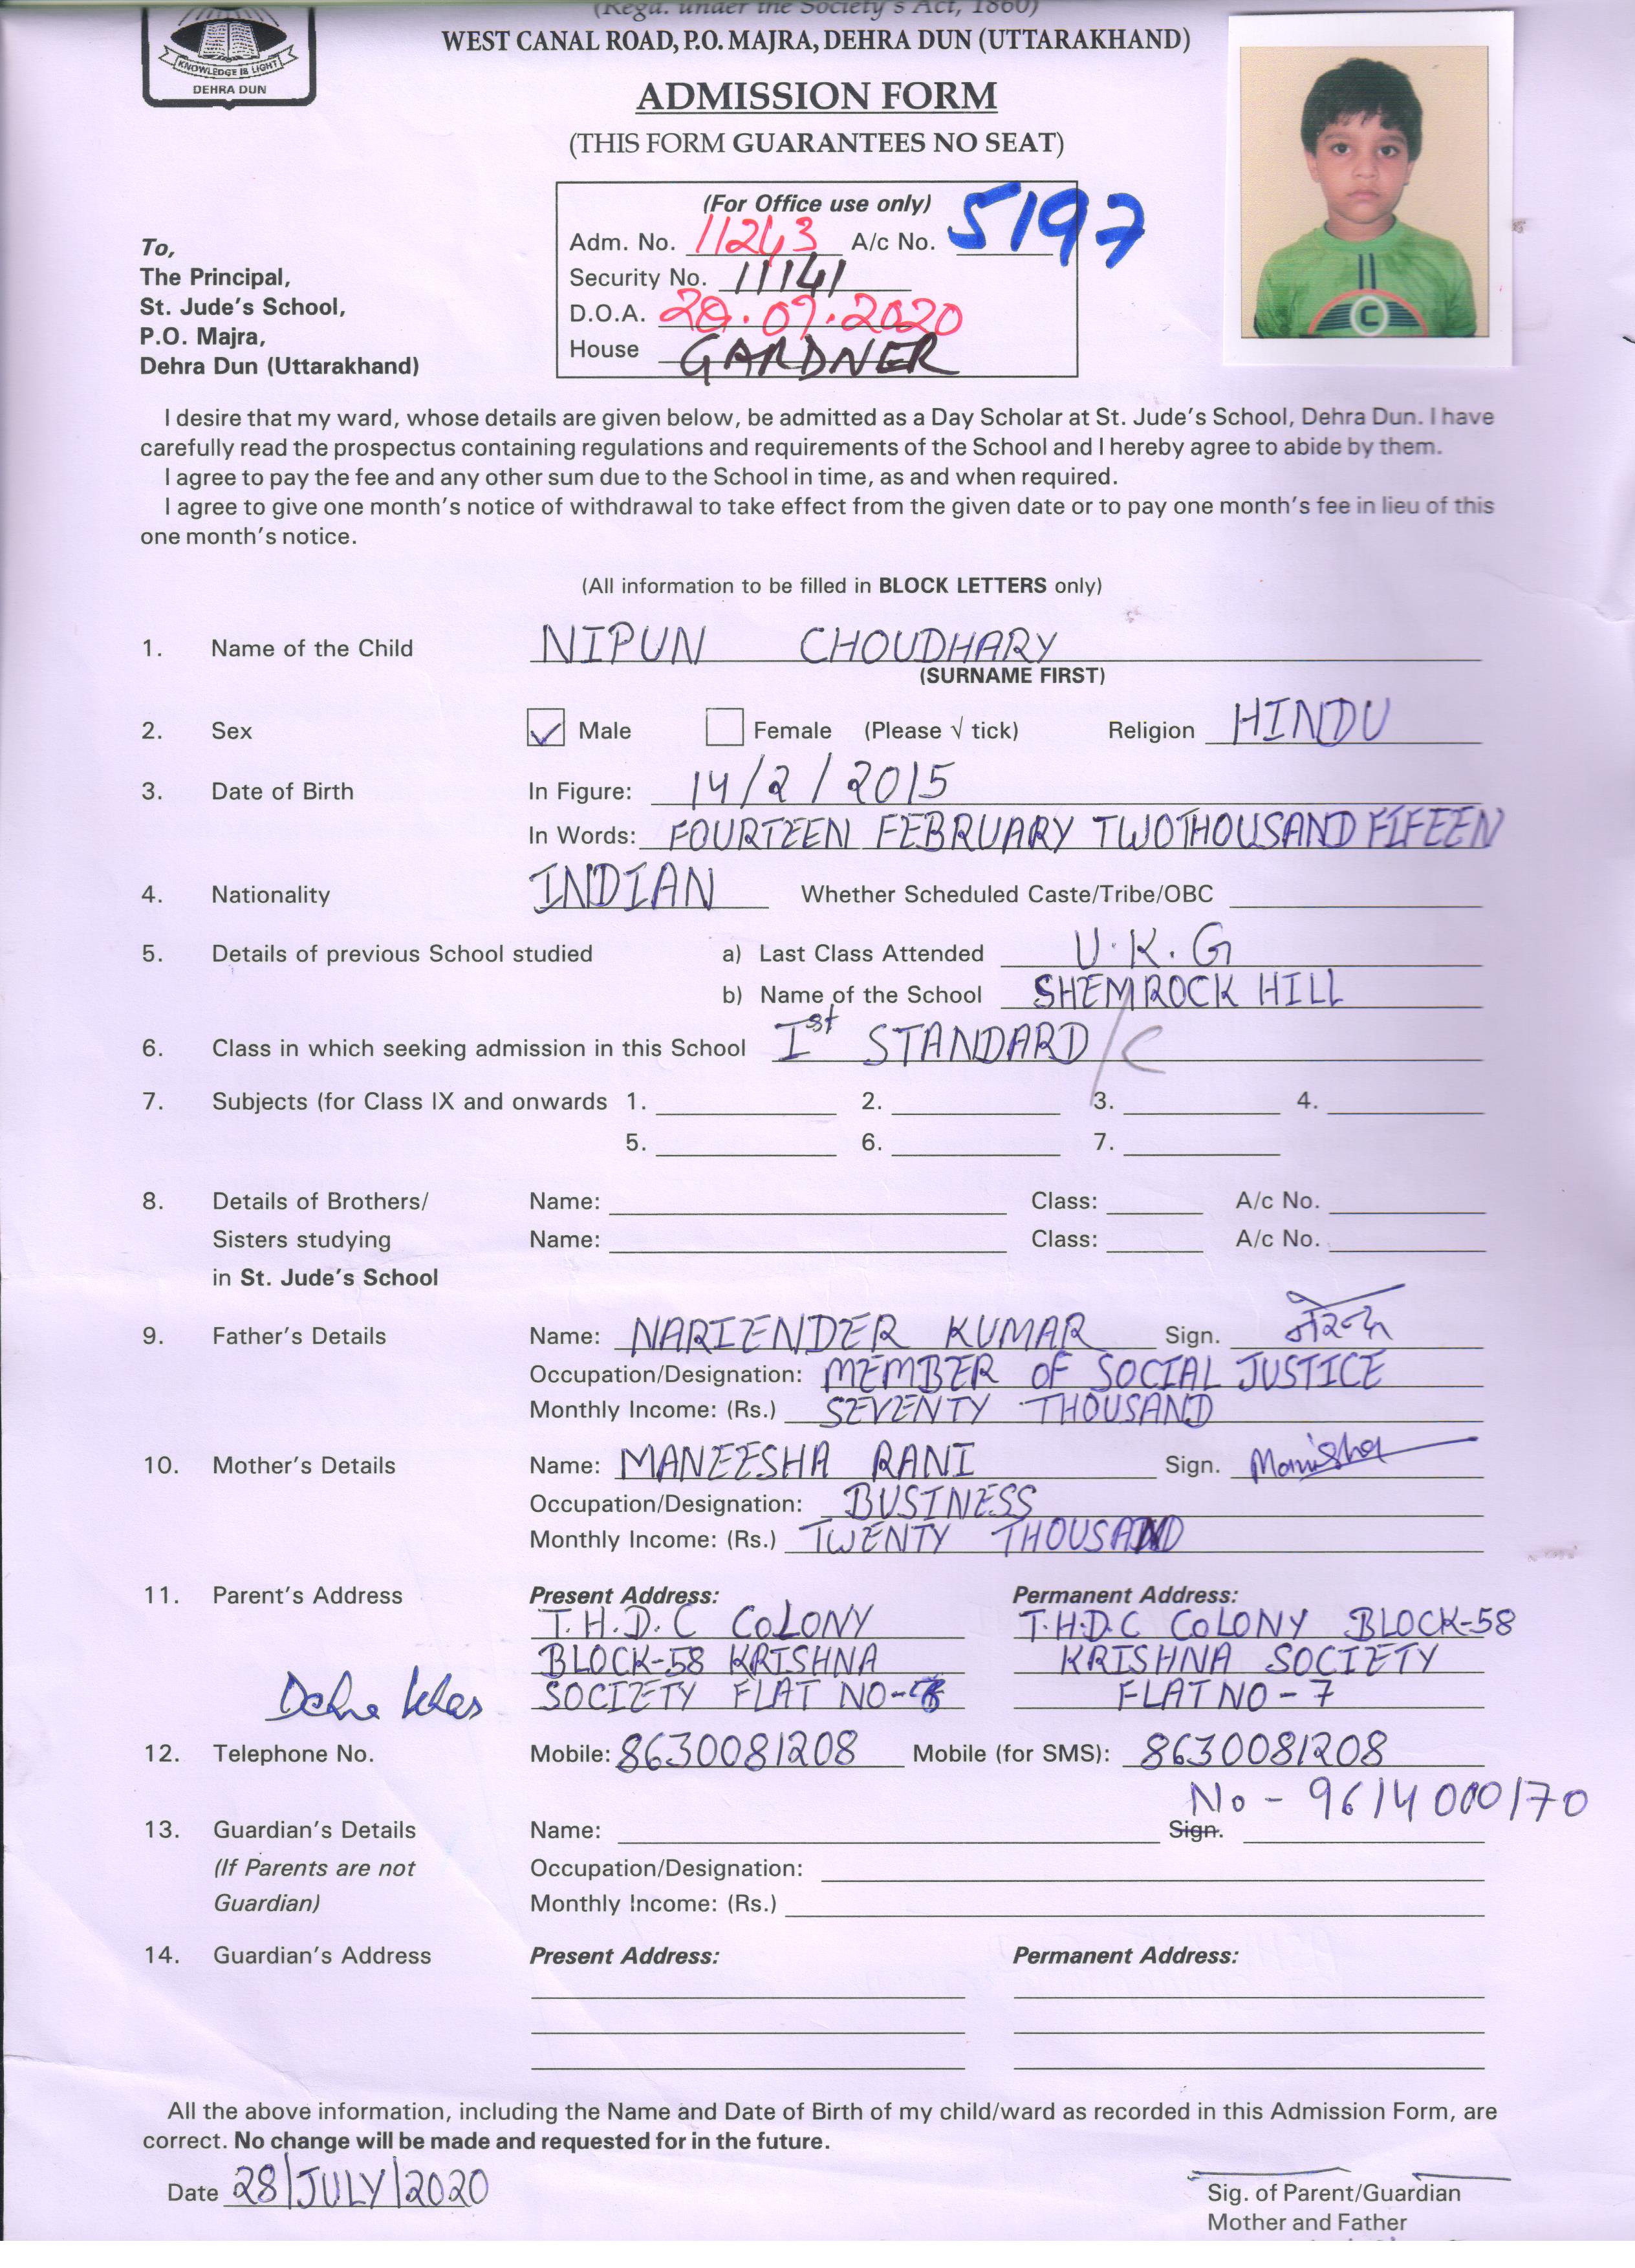 (Regd. under the Society's Act, 1860)
WEST CANAL ROAD, P.O. MAJRA, DEHRA DUN (UTTARAKHAND)
KNOWLEDGE IS LIGHT
DEHRA DUN
ADMISSION FORM
(THIS FORM GUARANTEES NO SEAT)
(For Office use only)
Adm. No. 11243 A/c No. 5197
Security No. 11141
D.O.A. 28.07.2020
House GARDNER
To,
The Principal,
St. Jude's School,
P.O. Majra,
Dehra Dun (Uttarakhand)
I desire that my ward, whose details are given below, be admitted as a Day Scholar at St. Jude's School, Dehra Dun. I have
carefully read the prospectus containing regulations and requirements of the School and I hereby agree to abide by them.
I agree to pay the fee and any other sum due to the School in time, as and when required.
I agree to give one month's notice of withdrawal to take effect from the given date or to pay one month's fee in lieu of this
one month's notice.
(All information to be filled in BLOCK LETTERS only)
1. Name of the Child NIPUN CHOUDHARY
(SURNAME FIRST)
2. Sex Male Female (Please √ tick) Religion HINDU
3. Date of Birth In Figure: 14/2/2015
In Words: FOURTEEN FEBRUARY TWOTHOUSAND FIFEEN
4. Nationality INDIAN Whether Scheduled Caste/Tribe/OBC
5. Details of previous School studied a) Last Class Attended U.K.G
b) Name of the School SHEMROCK HILL
6. Class in which seeking admission in this School Ist STANDARD /C
7. Subjects (for Class IX and onwards 1. 2. 3. 4.
5. 6. 7.
8. Details of Brothers/ Name: Class: A/c No.
Sisters studying Name: Class: A/c No.
in St. Jude's School
9. Father's Details Name: NARIENDER KUMAR Sign.
Occupation/Designation: MEMBER OF SOCIAL JUSTICE
Monthly Income: (Rs.) SEVENTY THOUSAND
10. Mother's Details Name: MANEESHA RANI Sign. Manisha
Occupation/Designation: BUSINESS
Monthly Income: (Rs.) TWENTY THOUSAND
11. Parent's Address Present Address: Permanent Address:
T.H.D.C COLONY T.H.D.C COLONY BLOCK-58
BLOCK-58 KRISHNA KRISHNA SOCIETY
SOCIETY FLAT NO- FLAT NO - 7
12. Telephone No. Mobile: 8630081208 Mobile (for SMS): 8630081208
No - 9614000170
13. Guardian's Details Name: Sign.
(If Parents are not Occupation/Designation:
Guardian) Monthly Income: (Rs.)
14. Guardian's Address Present Address: Permanent Address:
All the above information, including the Name and Date of Birth of my child/ward as recorded in this Admission Form, are
correct. No change will be made and requested for in the future.
Date 28/JULY/2020
Sig. of Parent/Guardian
Mother and Father